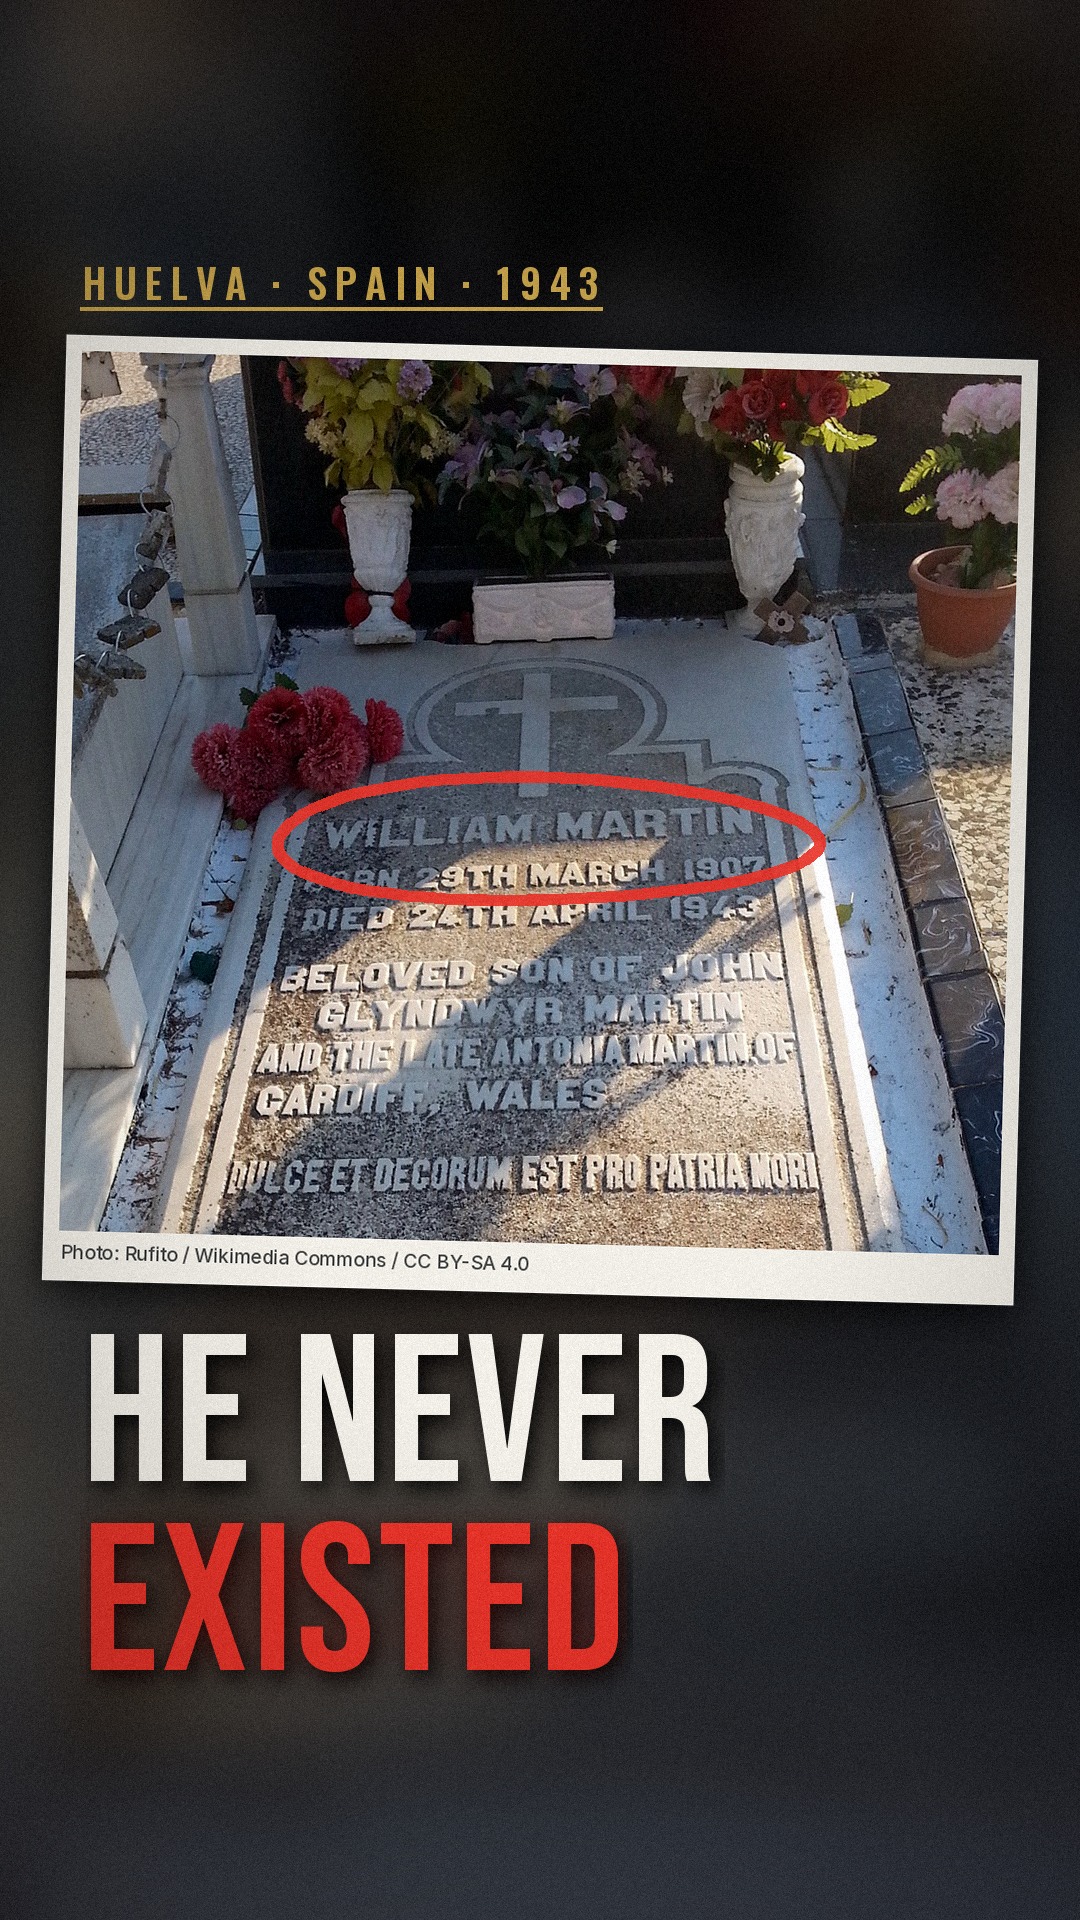 HUELVA · SPAIN · 1943
WILLIAM MARTIN
BORN 29TH MARCH 1907
DIED 24TH APRIL 1943
BELOVED SON OF JOHN
GLYNDWYR MARTIN
AND THE LATE ANTONIA MARTIN, OF
CARDIFF, WALES
DULCE ET DECORUM EST PRO PATRIA MORI
Photo: Rufito / Wikimedia Commons / CC BY-SA 4.0
HE NEVER
EXISTED